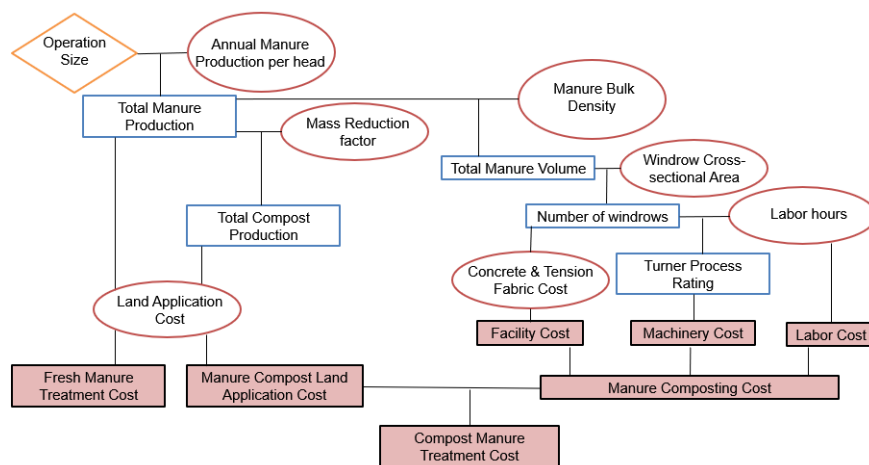 Operation
Size
Annual Manure
Production per head
Total Manure
Production
Manure Bulk
Density
Mass Reduction
factor
Total Manure Volume
Windrow Cross-
sectional Area
Total Compost
Production
Number of windrows
Labor hours
Concrete & Tension
Fabric Cost
Turner Process
Rating
Land Application
Cost
Facility Cost
Machinery Cost
Labor Cost
Fresh Manure
Treatment Cost
Manure Compost Land
Application Cost
Manure Composting Cost
Compost Manure
Treatment Cost